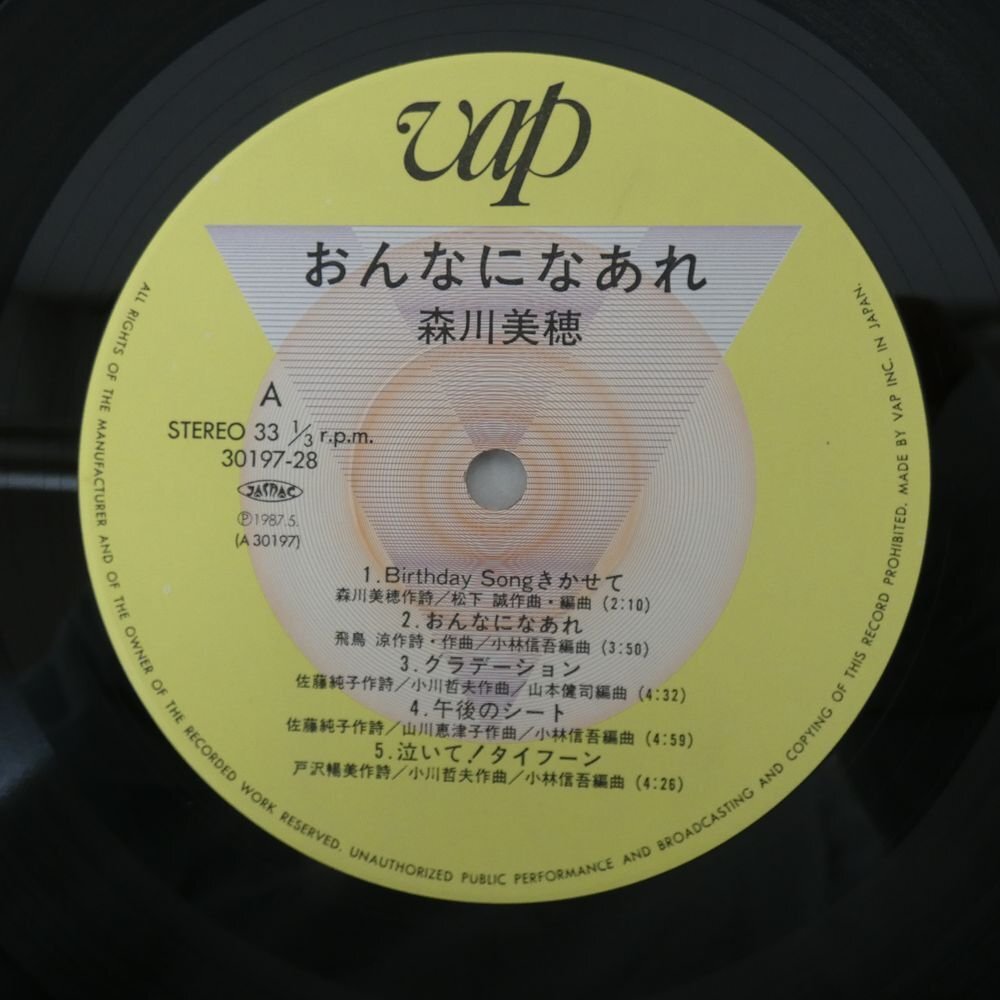 vap
おんなになあれ
森川美穂
A
STEREO 33 1/3 r.p.m.
30197-28
JASRAC
Ⓟ1987.5.
(A 30197)
1.Birthday Songきかせて
森川美穂作詩／松下 誠作曲・編曲 (2:10)
2.おんなになあれ
飛鳥 涼作詩・作曲／小林信吾編曲 (3:50)
3.グラデーション
佐藤純子作詩／小川哲夫作曲／山本健司編曲 (4:32)
4.午後のシート
佐藤純子作詩／山川恵津子作曲／小林信吾編曲 (4:59)
5.泣いて！タイフーン
戸沢暢美作詩／小川哲夫作曲／小林信吾編曲 (4:26)
ALL RIGHTS OF THE MANUFACTURER AND OF THE OWNER OF THE RECORDED WORK RESERVED. UNAUTHORIZED PUBLIC PERFORMANCE AND BROADCASTING AND COPYING OF THIS RECORD PROHIBITED. MADE BY VAP INC. IN JAPAN.